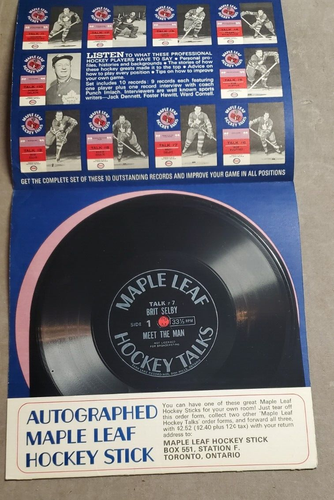 LISTEN TO WHAT THESE PROFESSIONAL
HOCKEY PLAYERS HAVE TO SAY • Personal pro-
files, histories and backgrounds • The stories of how
these hockey greats made it to the top • Advice on
how to play every position • Tips on how to improve
your own game.
Set includes 10 records: 9 records each featuring
one player plus one record interview with coach
Punch Imlach. Interviewers are well known sports
writers—Jack Dennett, Foster Hewitt, Ward Cornell.
GET THE COMPLETE SET OF THESE 10 OUTSTANDING RECORDS AND IMPROVE YOUR GAME IN ALL POSITIONS
MAPLE LEAF
TALK # 7
BRIT SELBY
SIDE 1 33⅓ RPM
MEET THE MAN
NOT LICENSED
FOR BROADCASTING
HOCKEY TALKS
AUTOGRAPHED
MAPLE LEAF
HOCKEY STICK
You can have one of these great Maple Leaf
Hockey Sticks for your own room! Just tear off
this order form, collect two other 'Maple Leaf
Hockey Talks' order forms, and forward all three,
with $2.52 ($2.40 plus 12¢ tax) with your return
address to:
MAPLE LEAF HOCKEY STICK
BOX 551, STATION F.
TORONTO, ONTARIO